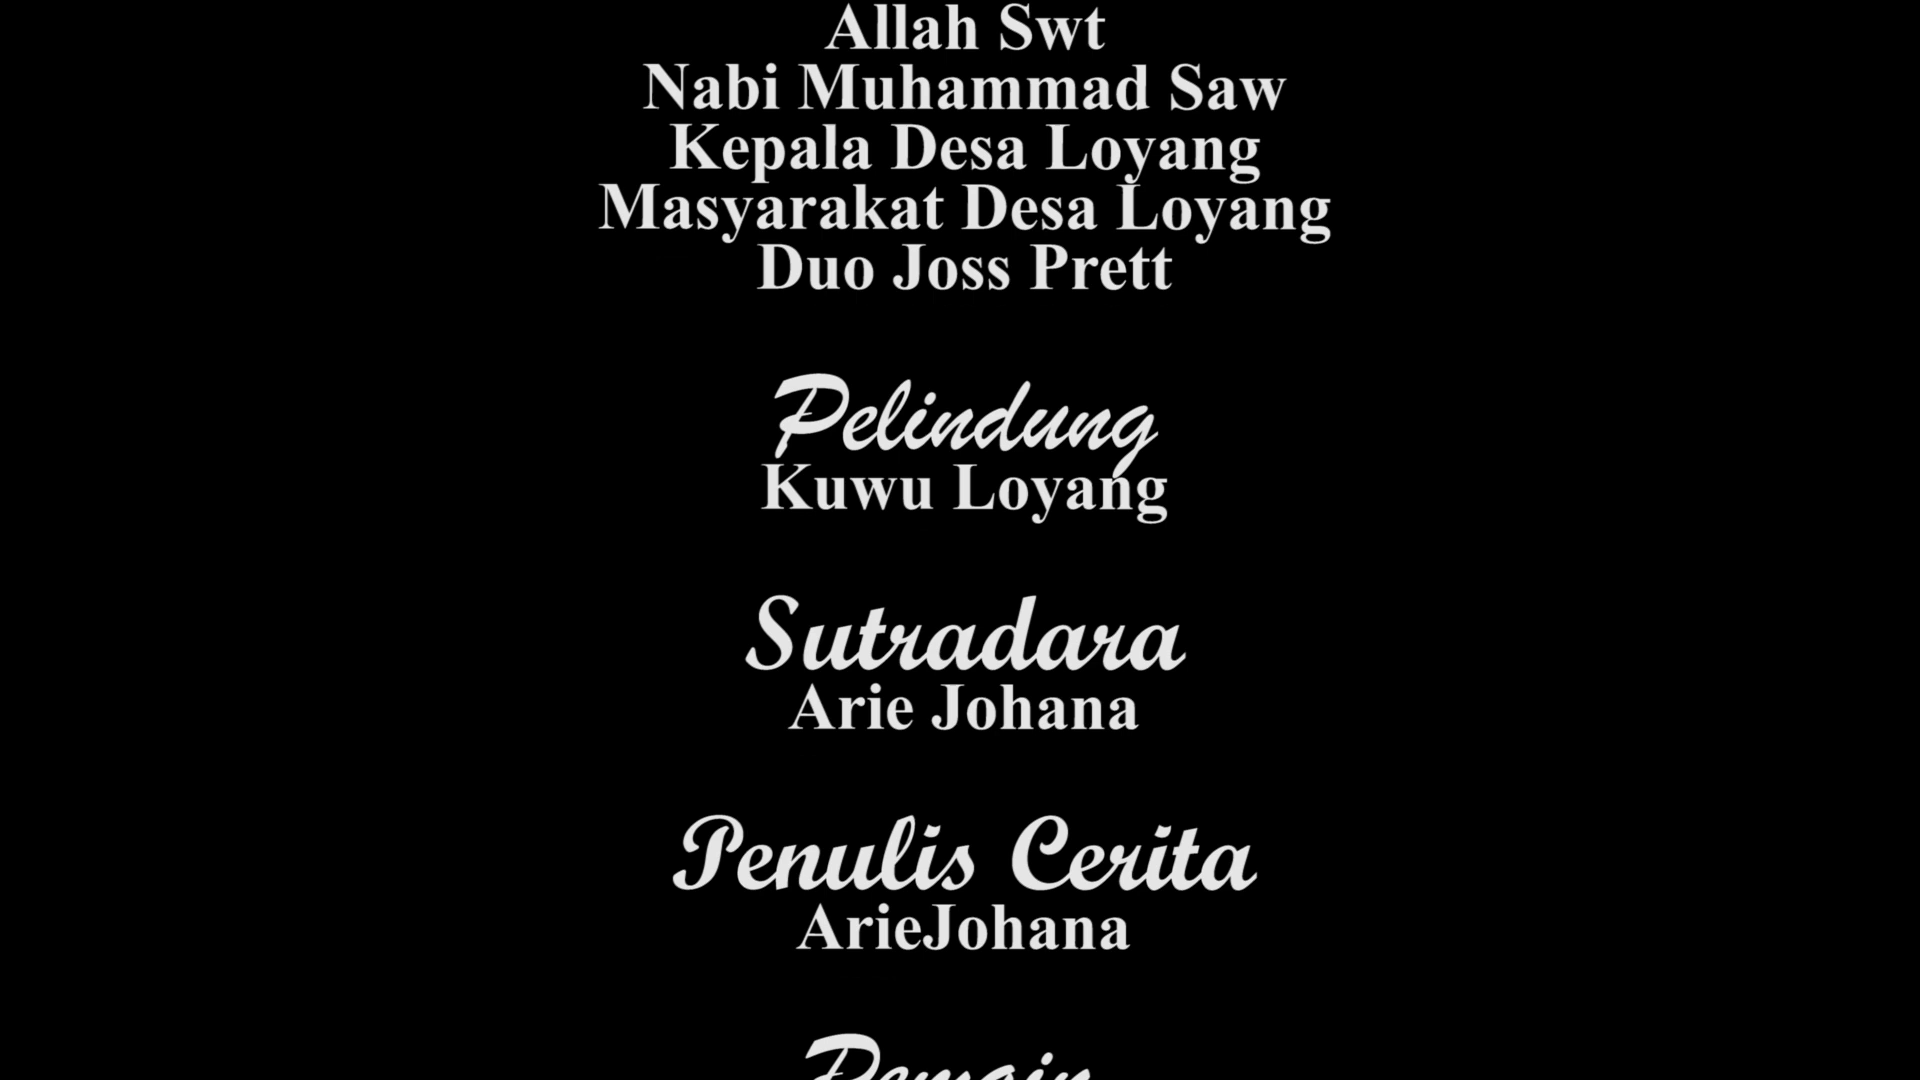 Allah Swt
Nabi Muhammad Saw
Kepala Desa Loyang
Masyarakat Desa Loyang
Duo Joss Prett
Pelindung
Kuwu Loyang
Sutradara
Arie Johana
Penulis Cerita
ArieJohana
Pemain